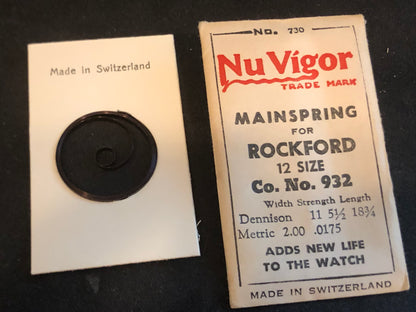 Made in Switzerland
No. 730
Nu Vigor
TRADE MARK
MAINSPRING
FOR
ROCKFORD
12 SIZE
Co. No. 932
Width Strength Length
Dennison 11 5½ 18¾
Metric 2.00 .0175
ADDS NEW LIFE
TO THE WATCH
MADE IN SWITZERLAND